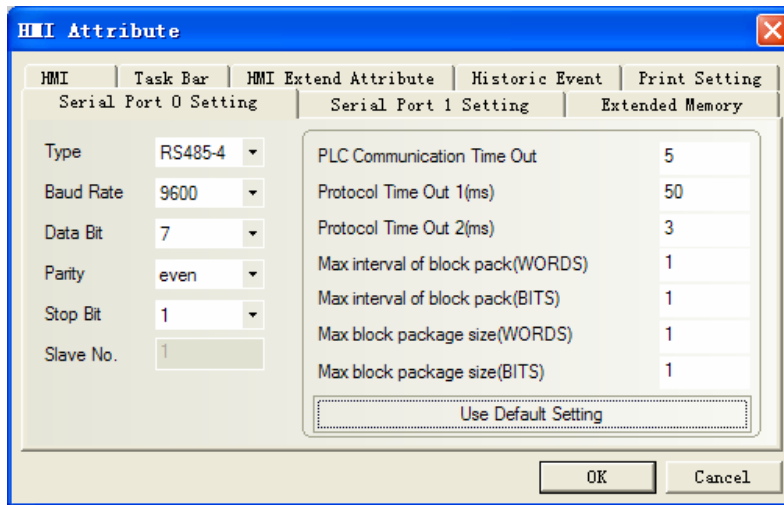 HMI Attribute
HMI
Task Bar
HMI Extend Attribute
Historic Event
Print Setting
Serial Port 0 Setting
Serial Port 1 Setting
Extended Memory
Type RS485-4
Baud Rate 9600
Data Bit 7
Parity even
Stop Bit 1
Slave No. 1
PLC Communication Time Out 5
Protocol Time Out 1(ms) 50
Protocol Time Out 2(ms) 3
Max interval of block pack(WORDS) 1
Max interval of block pack(BITS) 1
Max block package size(WORDS) 1
Max block package size(BITS) 1
Use Default Setting
OK
Cancel